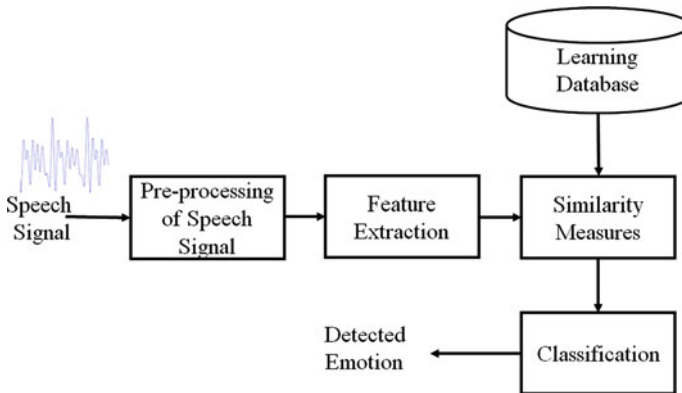 Learning
Database
Speech
Signal
Pre-processing
of Speech
Signal
Feature
Extraction
Similarity
Measures
Detected
Emotion
Classification